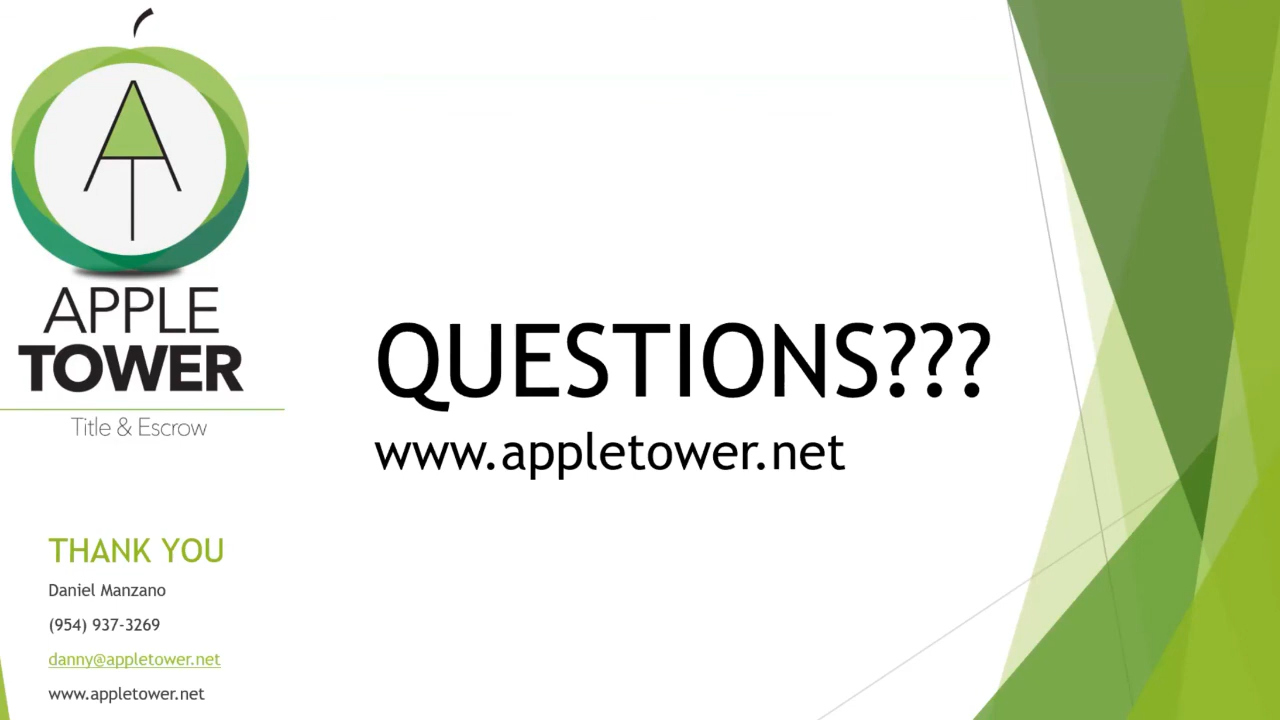 APPLE
TOWER
Title & Escrow
QUESTIONS???
www.appletower.net
THANK YOU
Daniel Manzano
(954) 937-3269
danny@appletower.net
www.appletower.net